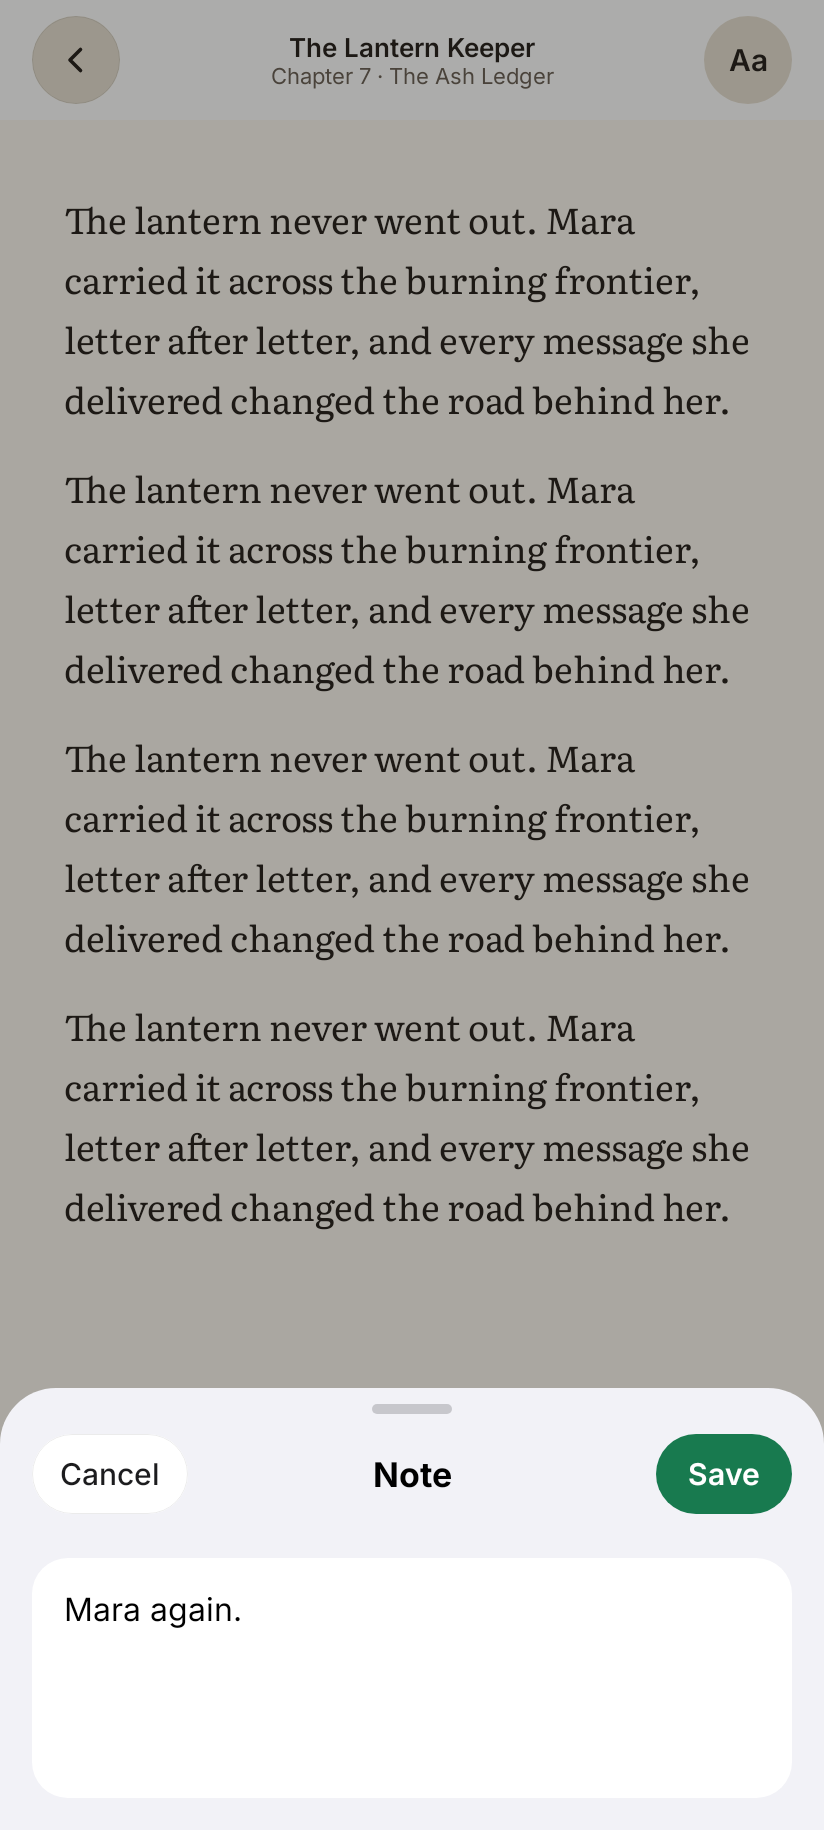 The Lantern Keeper
Chapter 7 · The Ash Ledger
Aa
The lantern never went out. Mara
carried it across the burning frontier,
letter after letter, and every message she
delivered changed the road behind her.
The lantern never went out. Mara
carried it across the burning frontier,
letter after letter, and every message she
delivered changed the road behind her.
The lantern never went out. Mara
carried it across the burning frontier,
letter after letter, and every message she
delivered changed the road behind her.
The lantern never went out. Mara
carried it across the burning frontier,
letter after letter, and every message she
delivered changed the road behind her.
Cancel
Note
Save
Mara again.